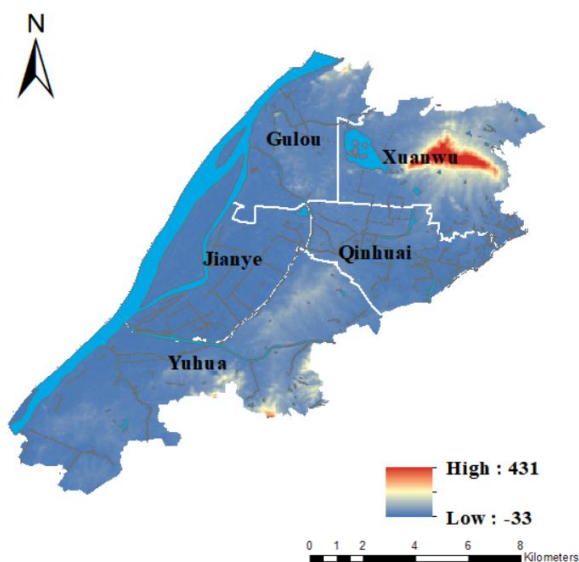 N
Gulou
Xuanwu
Jianye
Qinhuai
Yuhua
High : 431
Low : -33
0 1 2 4 6 8
Kilometers